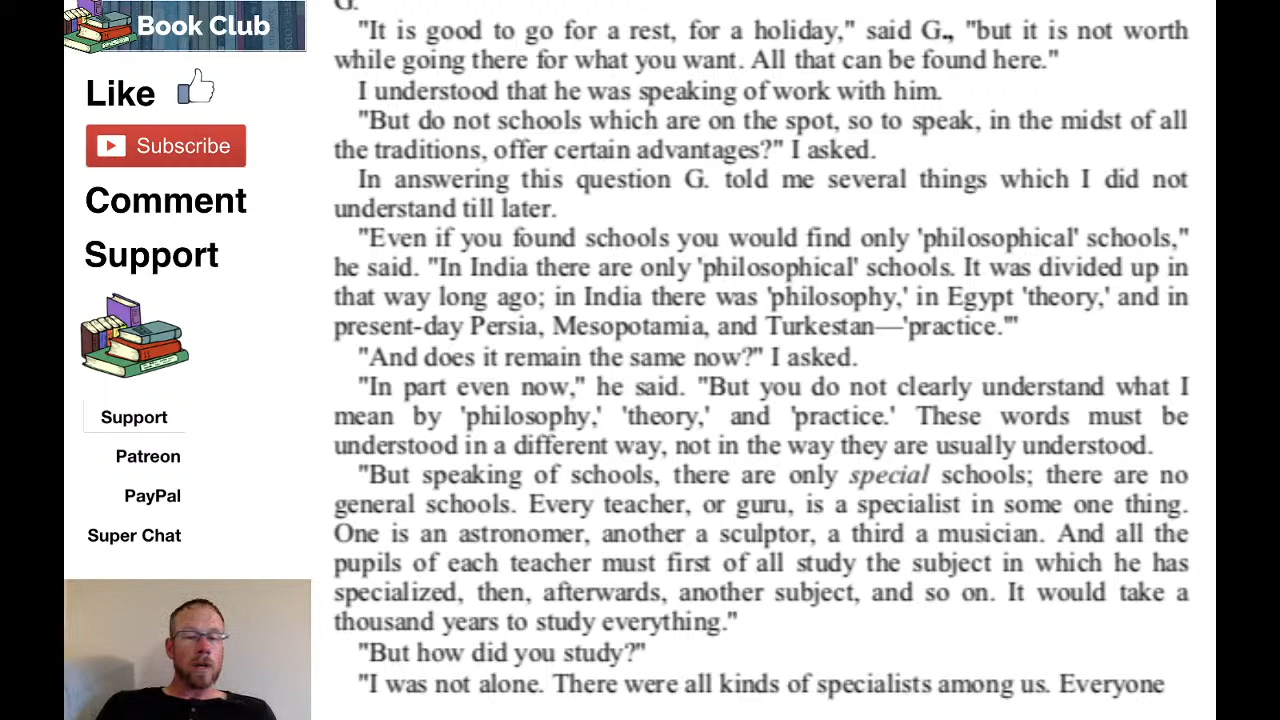 Book Club
Like
Subscribe
Comment
Support
Support
Patreon
PayPal
Super Chat
G.
"It is good to go for a rest, for a holiday," said G., "but it is not worth
while going there for what you want. All that can be found here."
I understood that he was speaking of work with him.
"But do not schools which are on the spot, so to speak, in the midst of all
the traditions, offer certain advantages?" I asked.
In answering this question G. told me several things which I did not
understand till later.
"Even if you found schools you would find only 'philosophical' schools,"
he said. "In India there are only 'philosophical' schools. It was divided up in
that way long ago; in India there was 'philosophy,' in Egypt 'theory,' and in
present-day Persia, Mesopotamia, and Turkestan—'practice.'"
"And does it remain the same now?" I asked.
"In part even now," he said. "But you do not clearly understand what I
mean by 'philosophy,' 'theory,' and 'practice.' These words must be
understood in a different way, not in the way they are usually understood.
"But speaking of schools, there are only special schools; there are no
general schools. Every teacher, or guru, is a specialist in some one thing.
One is an astronomer, another a sculptor, a third a musician. And all the
pupils of each teacher must first of all study the subject in which he has
specialized, then, afterwards, another subject, and so on. It would take a
thousand years to study everything."
"But how did you study?"
"I was not alone. There were all kinds of specialists among us. Everyone